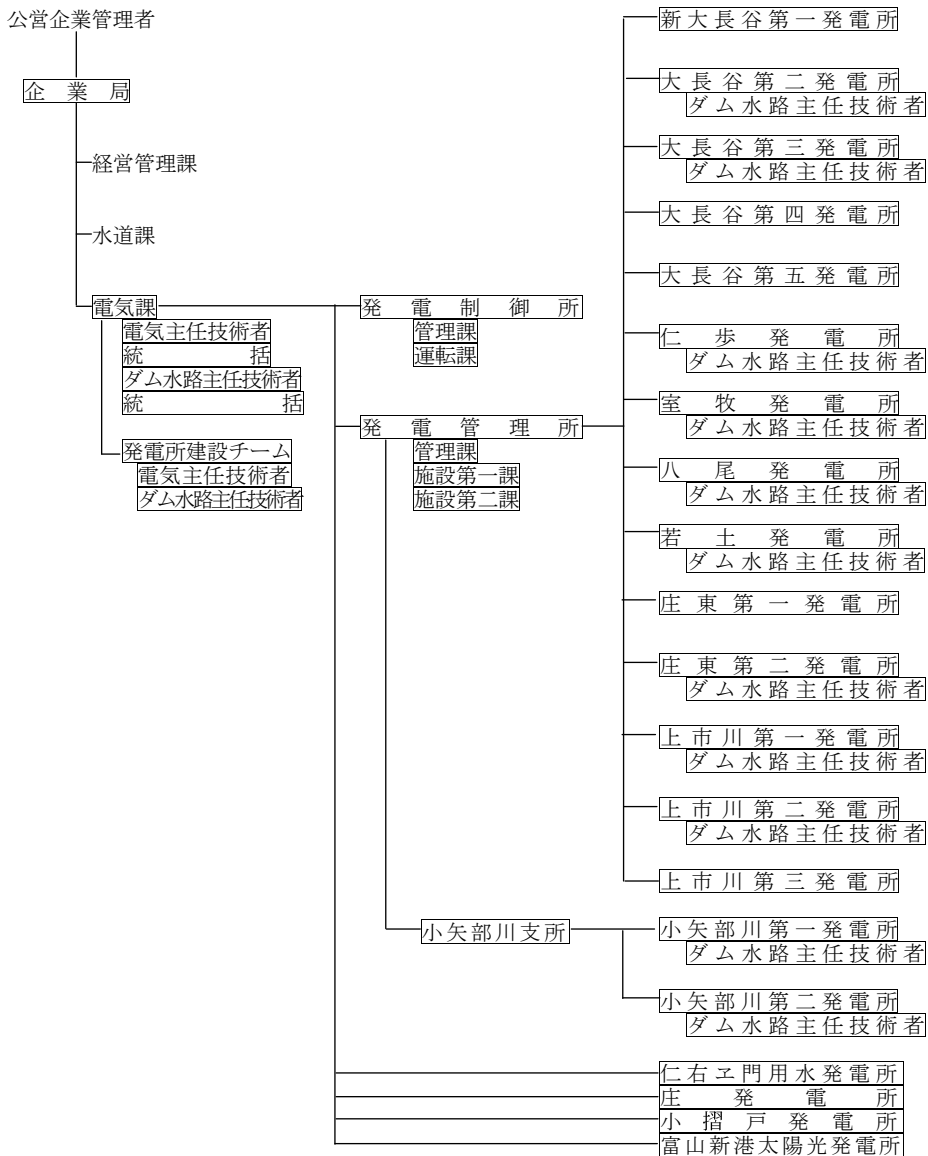 公営企業管理者
企業局
経営管理課
水道課
電気課
電気主任技術者
統括
ダム水路主任技術者
統括
発電所建設チーム
電気主任技術者
ダム水路主任技術者
発電制御所
管理課
運転課
発電管理所
管理課
施設第一課
施設第二課
小矢部川支所
新大長谷第一発電所
大長谷第二発電所
ダム水路主任技術者
大長谷第三発電所
ダム水路主任技術者
大長谷第四発電所
大長谷第五発電所
仁歩発電所
ダム水路主任技術者
室牧発電所
ダム水路主任技術者
八尾発電所
ダム水路主任技術者
若土発電所
ダム水路主任技術者
庄東第一発電所
庄東第二発電所
ダム水路主任技術者
上市川第一発電所
ダム水路主任技術者
上市川第二発電所
ダム水路主任技術者
上市川第三発電所
小矢部川第一発電所
ダム水路主任技術者
小矢部川第二発電所
ダム水路主任技術者
仁右ヱ門用水発電所
庄発電所
小摺戸発電所
富山新港太陽光発電所